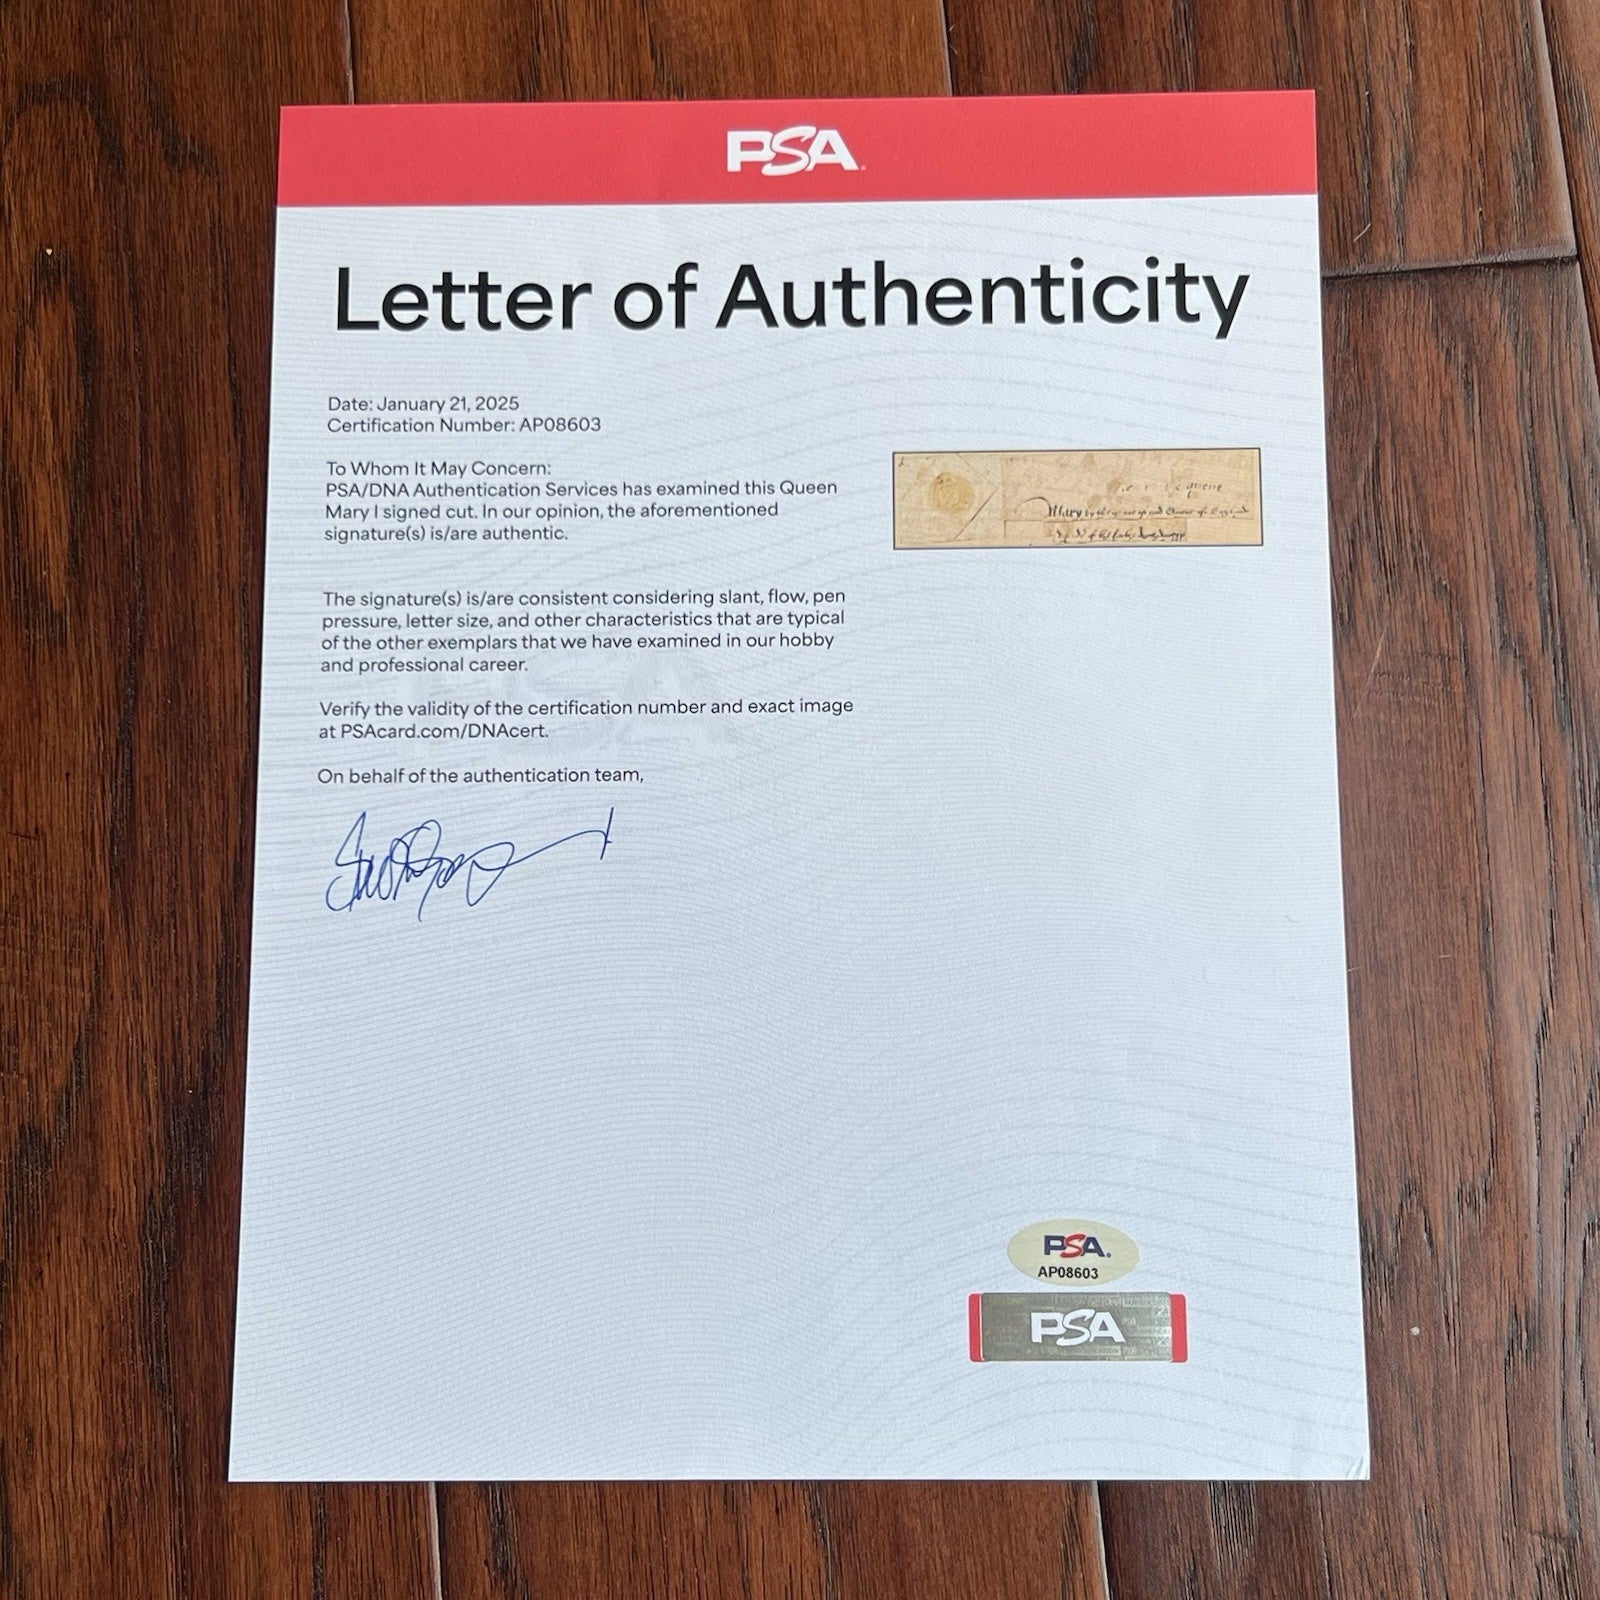 PSA
Letter of Authenticity
Date: January 21, 2025
Certification Number: AP08603
To Whom It May Concern:
PSA/DNA Authentication Services has examined this Queen
Mary I signed cut. In our opinion, the aforementioned
signature(s) is/are authentic.
The signature(s) is/are consistent considering slant, flow, pen
pressure, letter size, and other characteristics that are typical
of the other exemplars that we have examined in our hobby
and professional career.
Verify the validity of the certification number and exact image
at PSAcard.com/DNAcert.
On behalf of the authentication team,
Mary
PSA.
AP08603
PSA